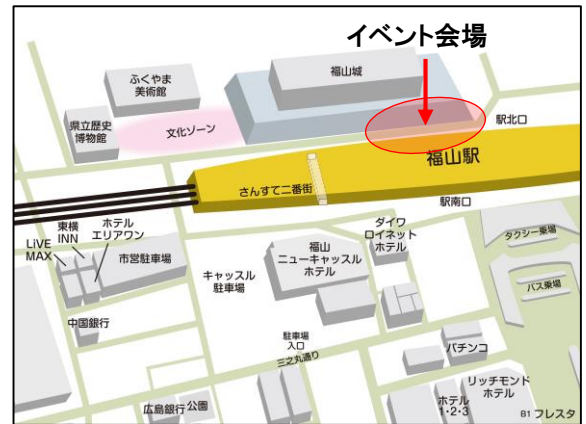 イベント会場
ふくやま
美術館
福山城
県立歴史
博物館
文化ゾーン
駅北口
福山駅
さんすて二番街
駅南口
LiVE
MAX
東横
INN
ホテル
エリアワン
市営駐車場
キャッスル
駐車場
福山
ニューキャッスル
ホテル
ダイワ
ロイネット
ホテル
タクシー乗場
バス乗場
中国銀行
駐車場
入口
三之丸通り
パチンコ
広島銀行
公園
ホテル
1・2・3
リッチモンド
ホテル
B1 フレスタ